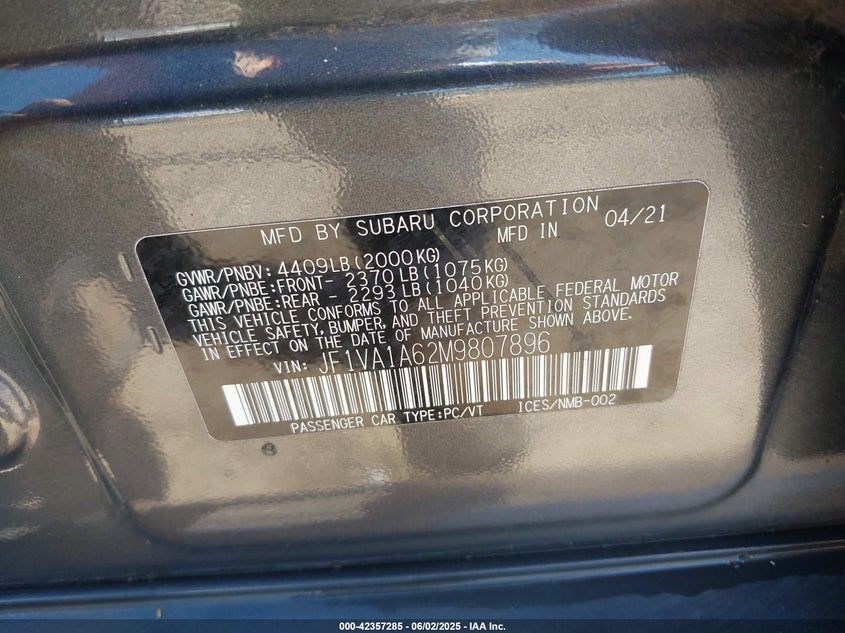 MFD BY SUBARU CORPORATION
MFD IN 04/21
GVWR/PNBV: 4409LB(2000KG)
GAWR/PNBE:FRONT- 2370LB(1075KG)
GAWR/PNBE:REAR - 2293LB(1040KG)
THIS VEHICLE CONFORMS TO ALL APPLICABLE FEDERAL MOTOR
VEHICLE SAFETY, BUMPER, AND THEFT PREVENTION STANDARDS
IN EFFECT ON THE DATE OF MANUFACTURE SHOWN ABOVE.
VIN: JF1VA1A62M9807896
PASSENGER CAR TYPE:PC/VT ICES/NMB-002
000-42357285 | 06/02/2025 - IAA Inc.